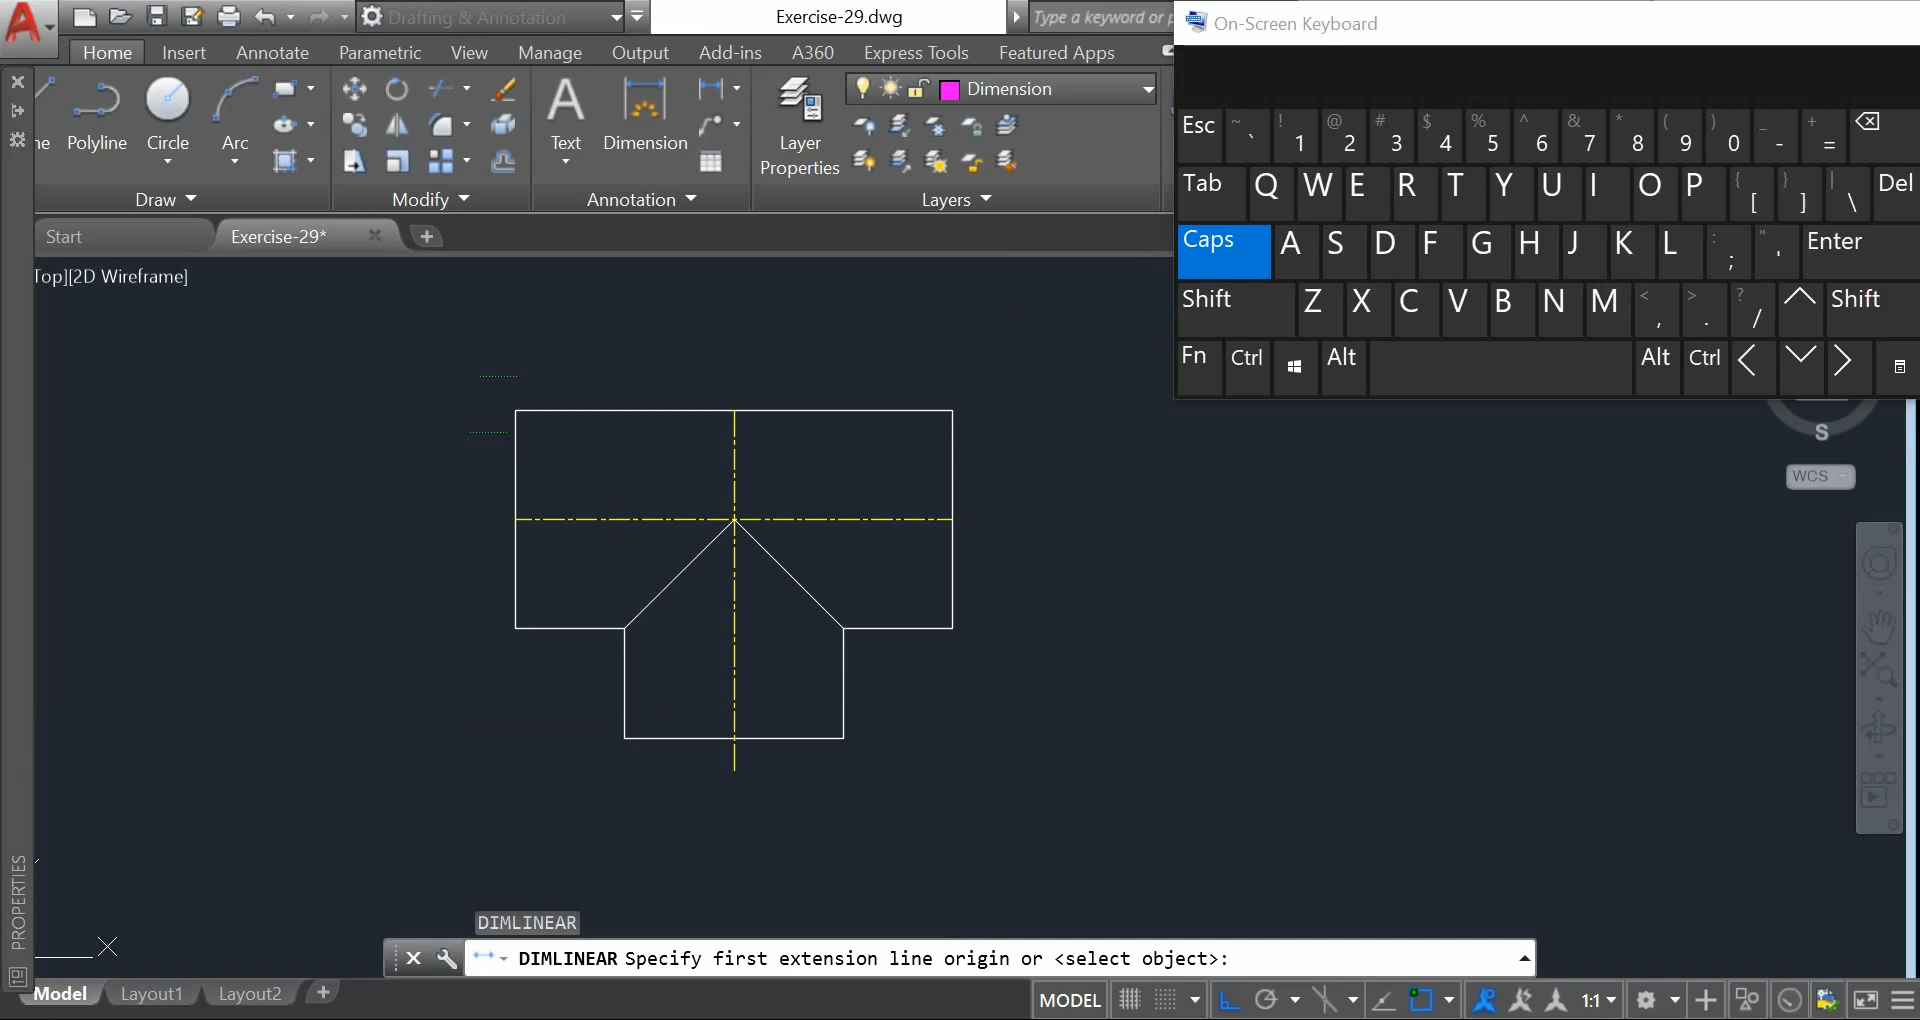 Drafting & Annotation
Exercise-29.dwg
Type a keyword or p
On-Screen Keyboard
Home Insert Annotate Parametric View Manage Output Add-ins A360 Express Tools Featured Apps
ne Polyline Circle Arc
Text Dimension
Layer
Properties
Dimension
Draw Modify Annotation Layers
Start Exercise-29* +
Top][2D Wireframe]
Esc ~ ` ! 1 @ 2 # 3 $ 4 % 5 ^ 6 & 7 * 8 ( 9 ) 0 _ - + =
Tab Q W E R T Y U I O P { [ } ] | \ Del
Caps A S D F G H J K L : ; " ' Enter
Shift Z X C V B N M < , > . ? / Shift
Fn Ctrl Alt Alt Ctrl
S
WCS
PROPERTIES
X
DIMLINEAR
DIMLINEAR Specify first extension line origin or <select object>:
Model Layout1 Layout2 +
MODEL 1:1